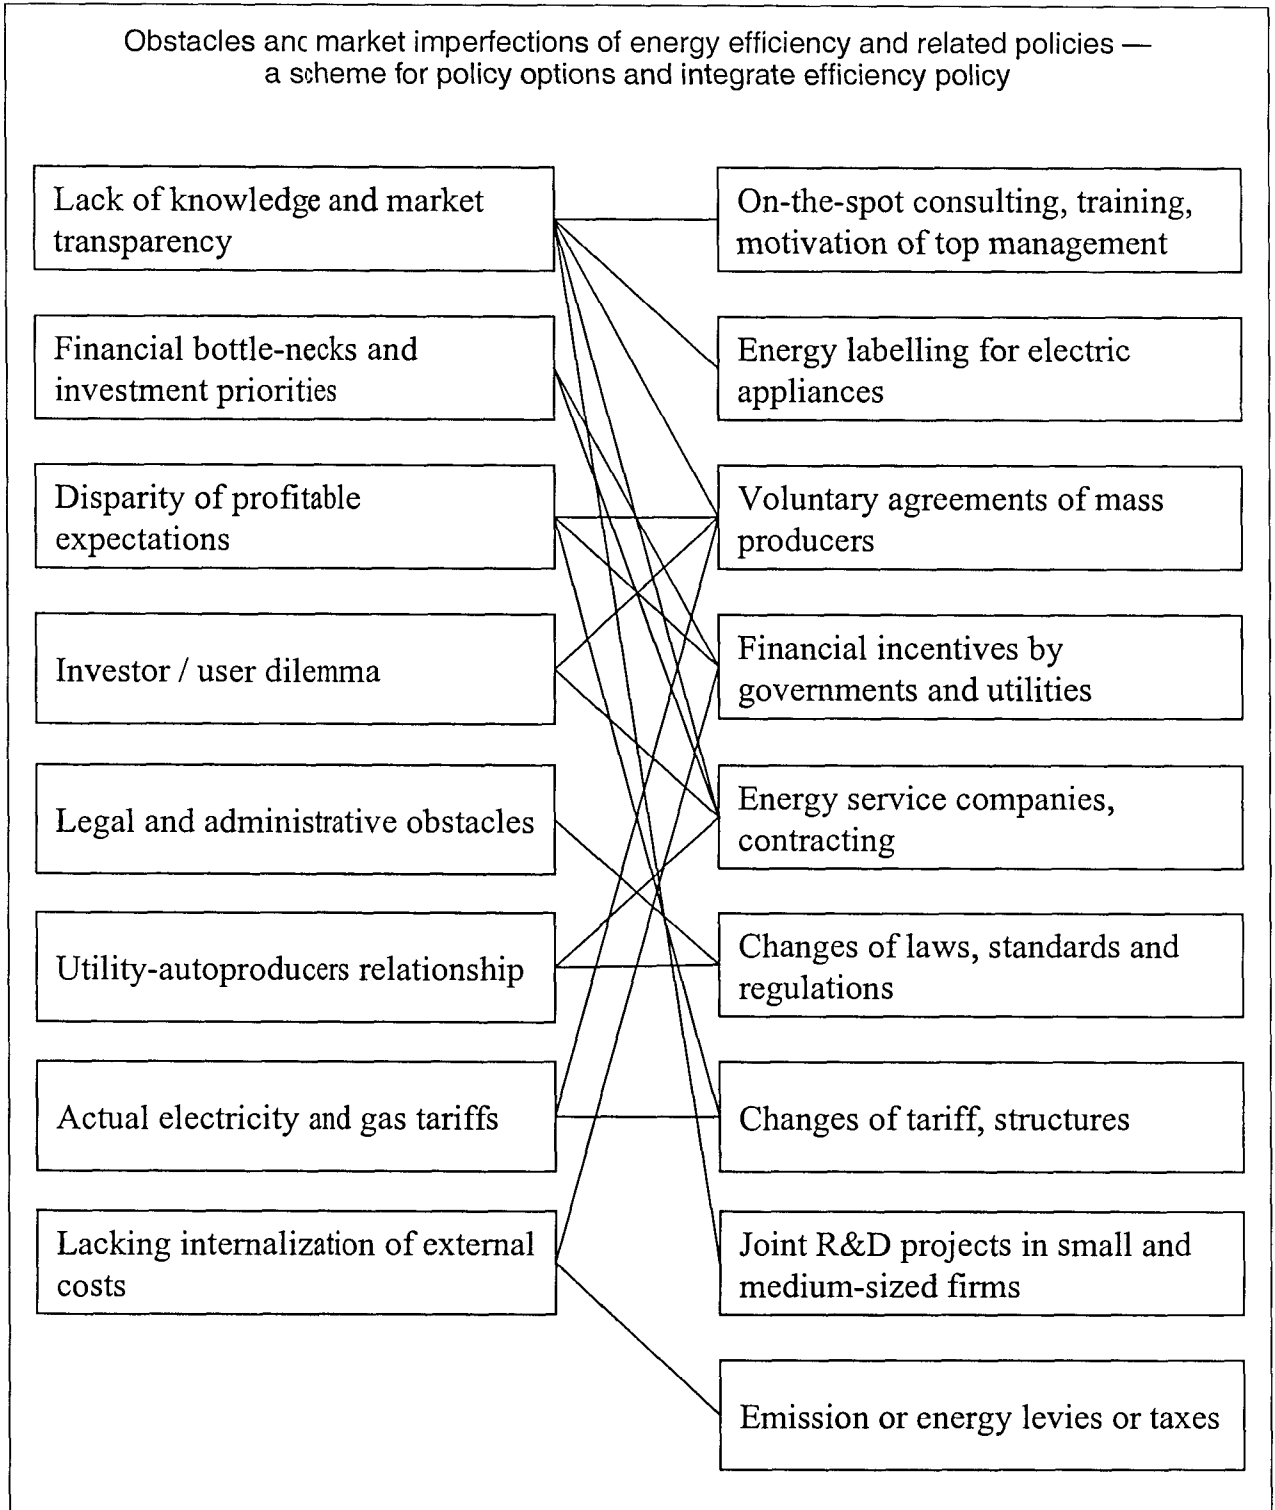 Obstacles anc market imperfections of energy efficiency and related policies —
a scheme for policy options and integrate efficiency policy
Lack of knowledge and market
transparency
Financial bottle-necks and
investment priorities
Disparity of profitable
expectations
Investor / user dilemma
Legal and administrative obstacles
Utility-autoproducers relationship
Actual electricity and gas tariffs
Lacking internalization of external
costs
On-the-spot consulting, training,
motivation of top management
Energy labelling for electric
appliances
Voluntary agreements of mass
producers
Financial incentives by
governments and utilities
Energy service companies,
contracting
Changes of laws, standards and
regulations
Changes of tariff, structures
Joint R&D projects in small and
medium-sized firms
Emission or energy levies or taxes